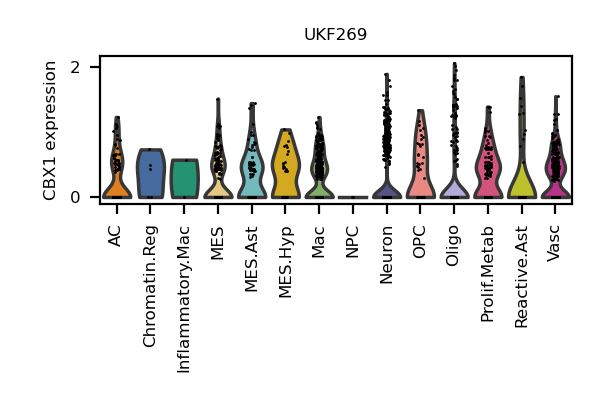 UKF269
CBX1 expression
2
0
AC
Chromatin.Reg
Inflammatory.Mac
MES
MES.Ast
MES.Hyp
Mac
NPC
Neuron
OPC
Oligo
Prolif.Metab
Reactive.Ast
Vasc